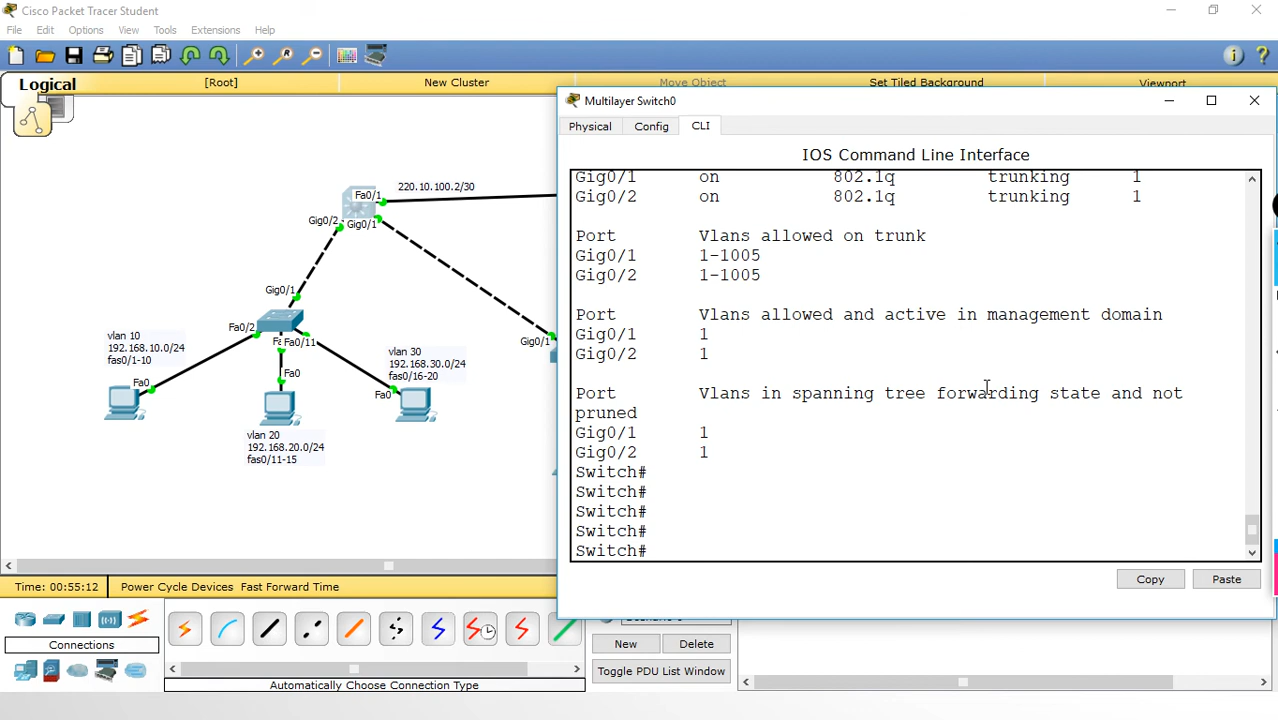 Cisco Packet Tracer Student
File Edit Options View Tools Extensions Help
Logical
[Root]
New Cluster
Move Object
Set Tiled Background
Viewport
220.10.100.2/30
Fa0/1
Gig0/2
Gig0/1
Gig0/1
Fa0/2
Fa0/11
Gig0/1
vlan 10
192.168.10.0/24
fas0/1-10
Fa0
Fa0
vlan 30
192.168.30.0/24
fas0/16-20
Fa0
vlan 20
192.168.20.0/24
fas0/11-15
Multilayer Switch0
Physical Config CLI
IOS Command Line Interface
Gig0/1 on 802.1q trunking 1
Gig0/2 on 802.1q trunking 1
Port Vlans allowed on trunk
Gig0/1 1-1005
Gig0/2 1-1005
Port Vlans allowed and active in management domain
Gig0/1 1
Gig0/2 1
Port Vlans in spanning tree forwarding state and not
pruned
Gig0/1 1
Gig0/2 1
Switch#
Switch#
Switch#
Switch#
Switch#
Copy Paste
Time: 00:55:12 Power Cycle Devices Fast Forward Time
Connections
Automatically Choose Connection Type
New Delete
Toggle PDU List Window